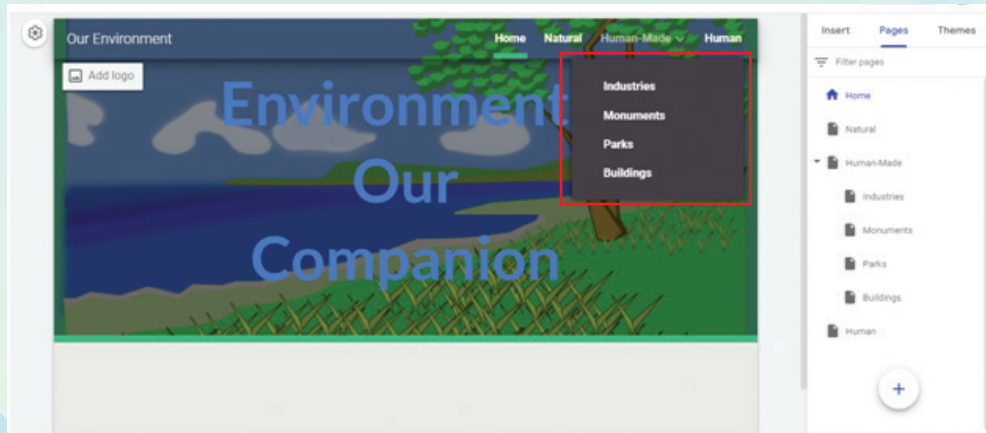 Our Environment
Home Natural Human-Made Human
Add logo
Industries
Monuments
Parks
Buildings
Environment
Our
Companion
Insert Pages Themes
Filter pages
Home
Natural
Human-Made
Industries
Monuments
Parks
Buildings
Human